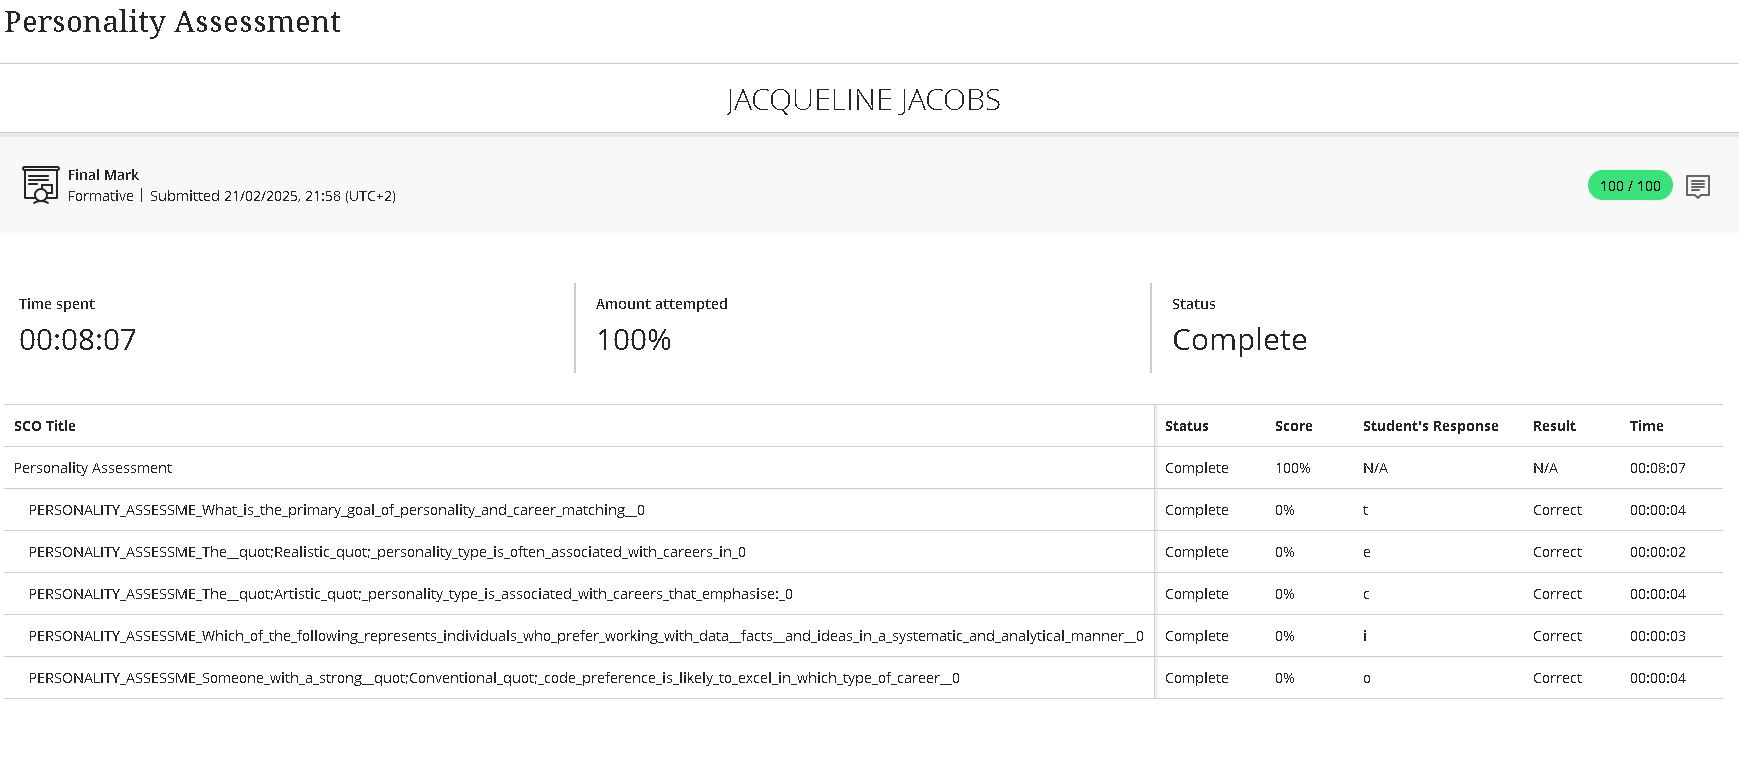 Personality Assessment
JACQUELINE JACOBS
Final Mark
Formative | Submitted 21/02/2025, 21:58 (UTC+2)
100 / 100
Time spent
00:08:07
Amount attempted
100%
Status
Complete
SCO Title Status Score Student's Response Result Time
Personality Assessment Complete 100% N/A N/A 00:08:07
PERSONALITY_ASSESSME_What_is_the_primary_goal_of_personality_and_career_matching__0 Complete 0% t Correct 00:00:04
PERSONALITY_ASSESSME_The__quot;Realistic_quot;_personality_type_is_often_associated_with_careers_in_0 Complete 0% e Correct 00:00:02
PERSONALITY_ASSESSME_The__quot;Artistic_quot;_personality_type_is_associated_with_careers_that_emphasise:_0 Complete 0% c Correct 00:00:04
PERSONALITY_ASSESSME_Which_of_the_following_represents_individuals_who_prefer_working_with_data__facts__and_ideas_in_a_systematic_and_analytical_manner__0 Complete 0% i Correct 00:00:03
PERSONALITY_ASSESSME_Someone_with_a_strong__quot;Conventional_quot;_code_preference_is_likely_to_excel_in_which_type_of_career__0 Complete 0% o Correct 00:00:04